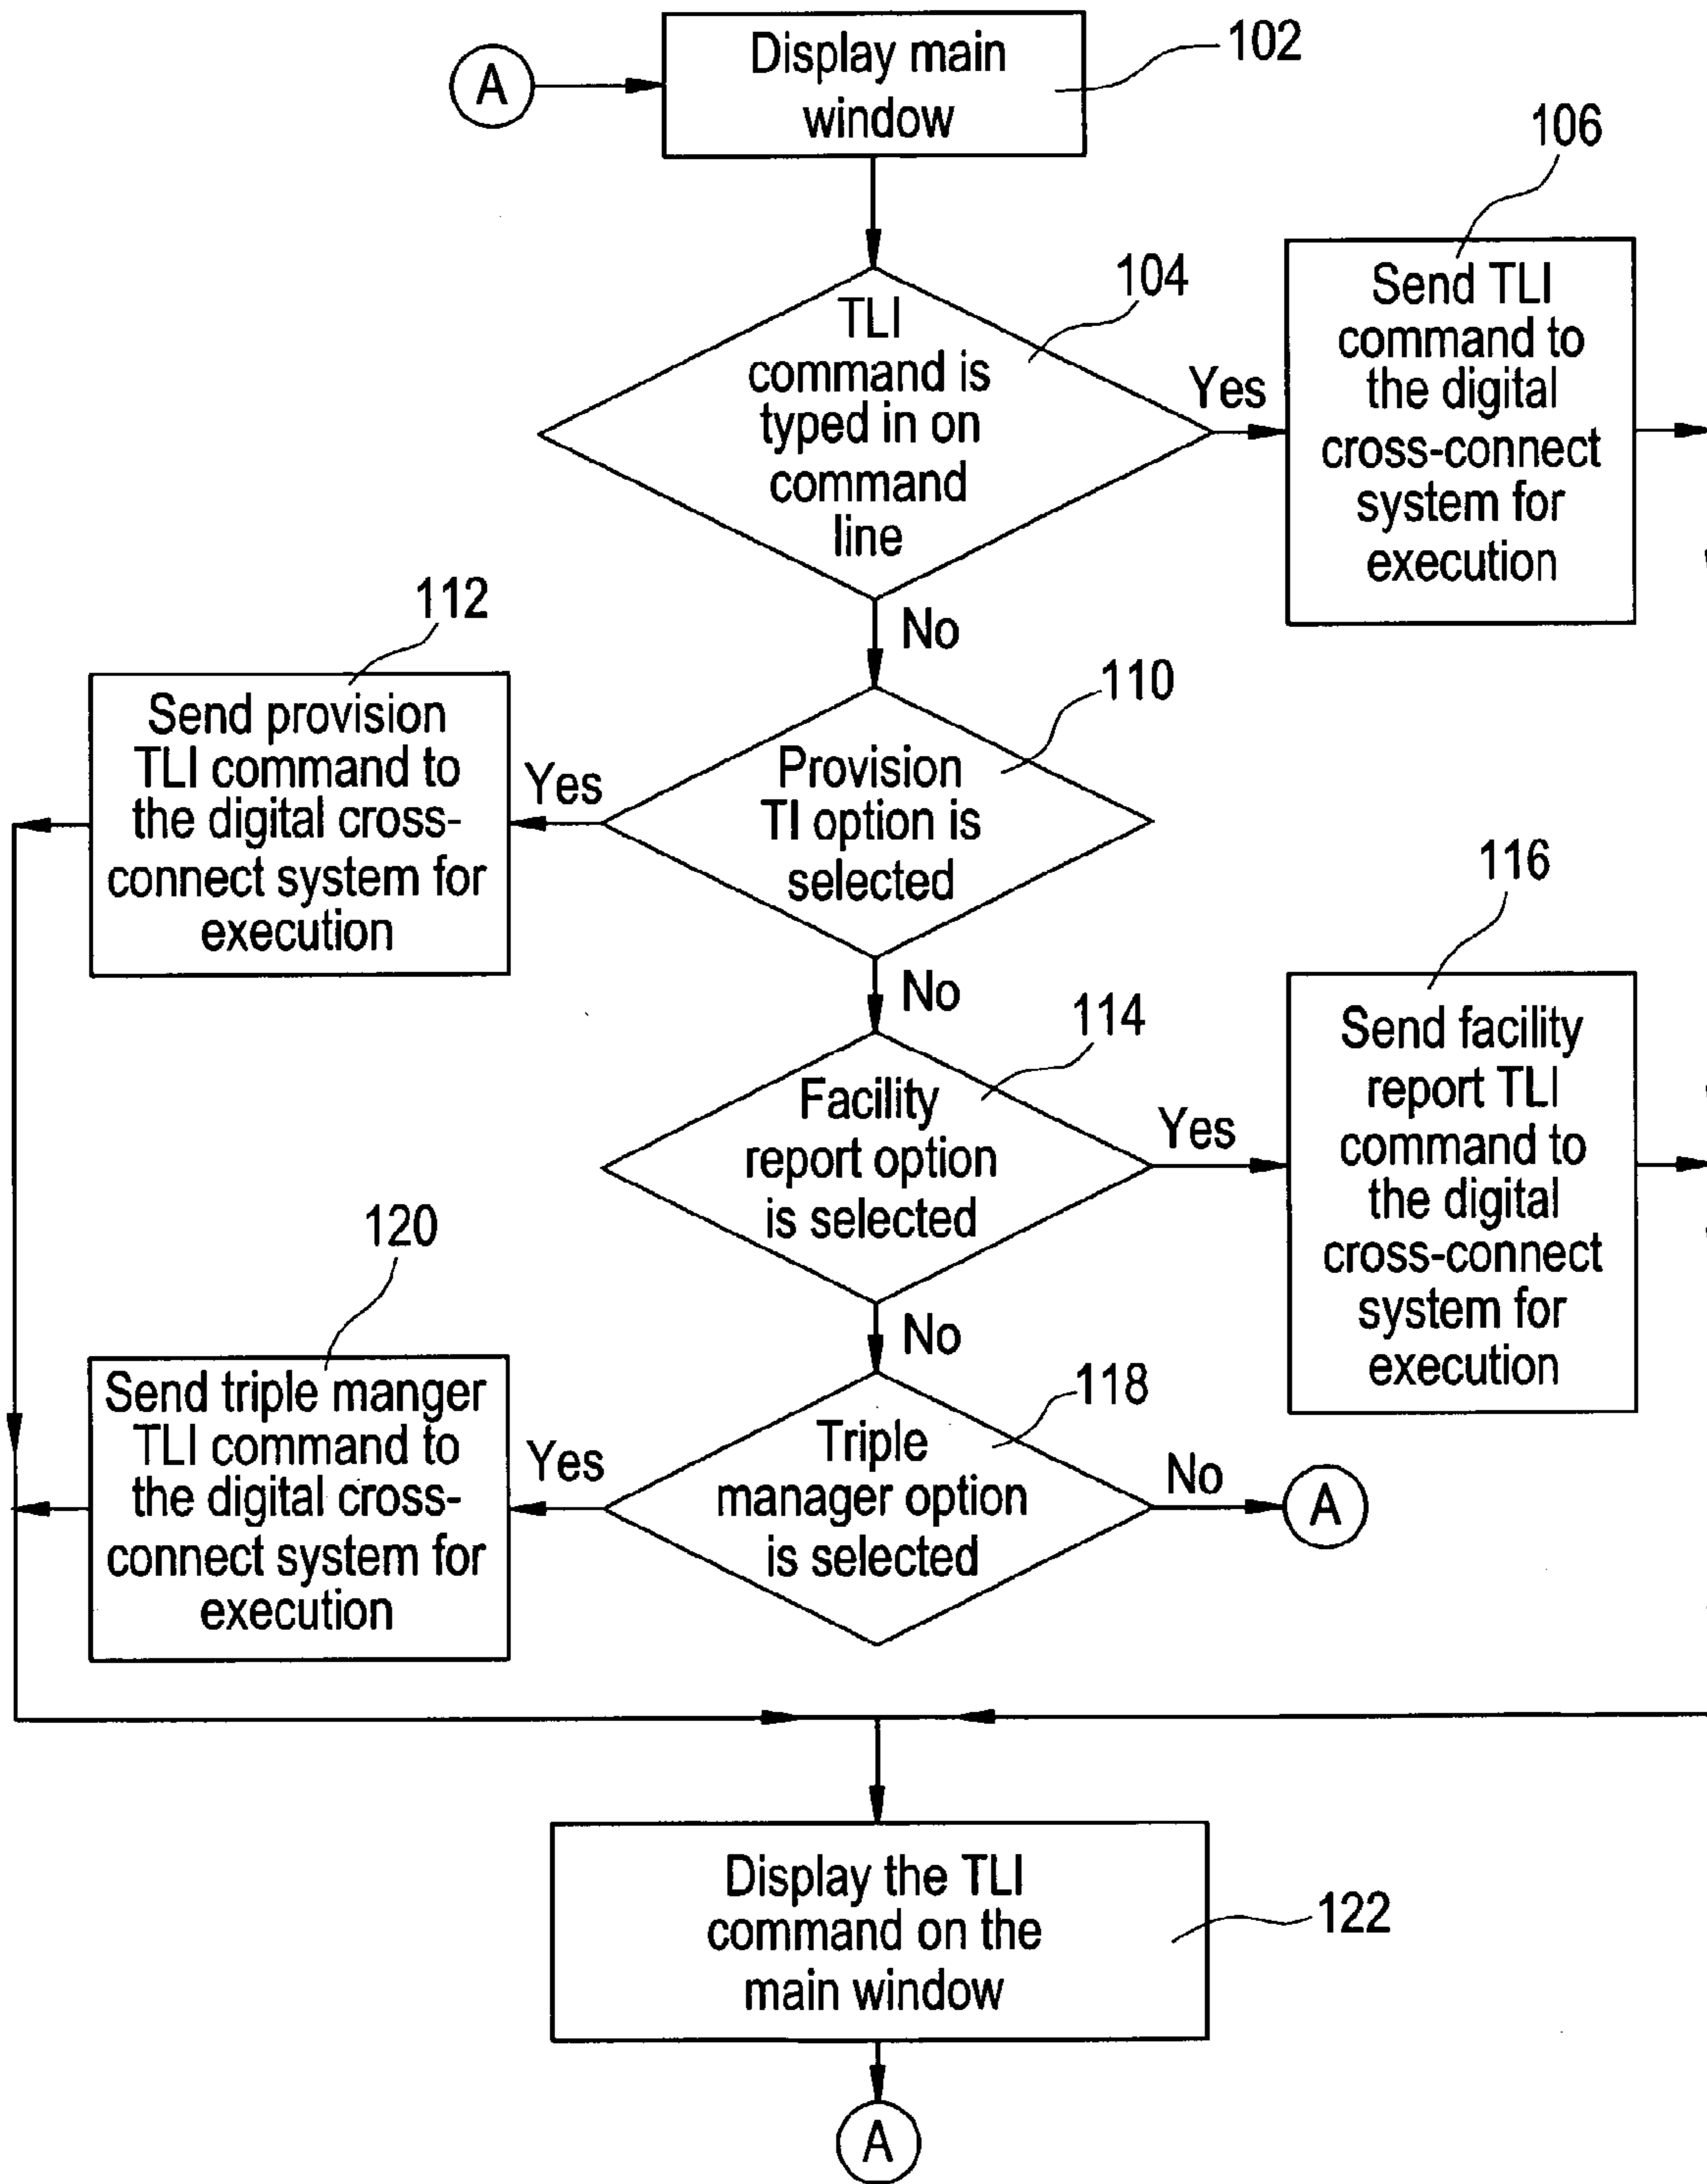 A
Display main
window
102
104
TLI
command is
typed in on
command
line
Yes
106
Send TLI
command to
the digital
cross-connect
system for
execution
No
110
Provision
TI option is
selected
Yes
112
Send provision
TLI command to
the digital cross-
connect system for
execution
No
114
Facility
report option
is selected
Yes
116
Send facility
report TLI
command to
the digital
cross-connect
system for
execution
No
118
Triple
manager option
is selected
Yes
120
Send triple manger
TLI command to
the digital cross-
connect system for
execution
No
A
Display the TLI
command on the
main window
122
A